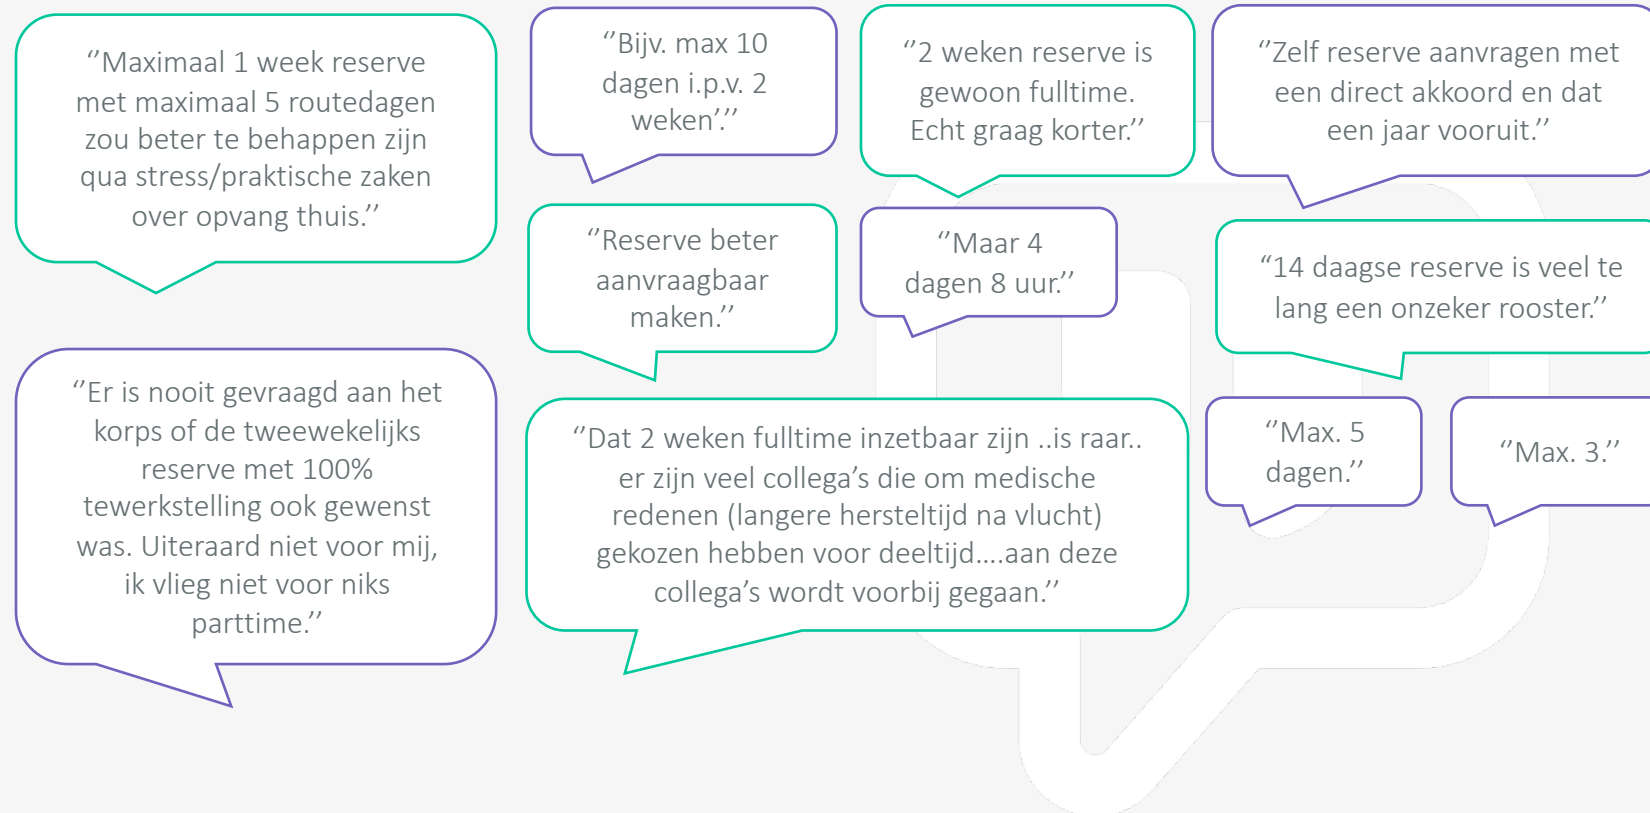 ‘’Maximaal 1 week reserve
met maximaal 5 routedagen
zou beter te behappen zijn
qua stress/praktische zaken
over opvang thuis.’’
‘’Bijv. max 10
dagen i.p.v. 2
weken’.’’
‘’2 weken reserve is
gewoon fulltime.
Echt graag korter.’’
‘’Zelf reserve aanvragen met
een direct akkoord en dat
een jaar vooruit.’’
‘’Reserve beter
aanvraagbaar
maken.’’
‘’Maar 4
dagen 8 uur.’’
“14 daagse reserve is veel te
lang een onzeker rooster.’’
‘’Er is nooit gevraagd aan het
korps of de tweewekelijks
reserve met 100%
tewerkstelling ook gewenst
was. Uiteraard niet voor mij,
ik vlieg niet voor niks
parttime.’’
‘’Dat 2 weken fulltime inzetbaar zijn ..is raar..
er zijn veel collega’s die om medische
redenen (langere hersteltijd na vlucht)
gekozen hebben voor deeltijd....aan deze
collega’s wordt voorbij gegaan.’’
‘’Max. 5
dagen.’’
‘’Max. 3.’’